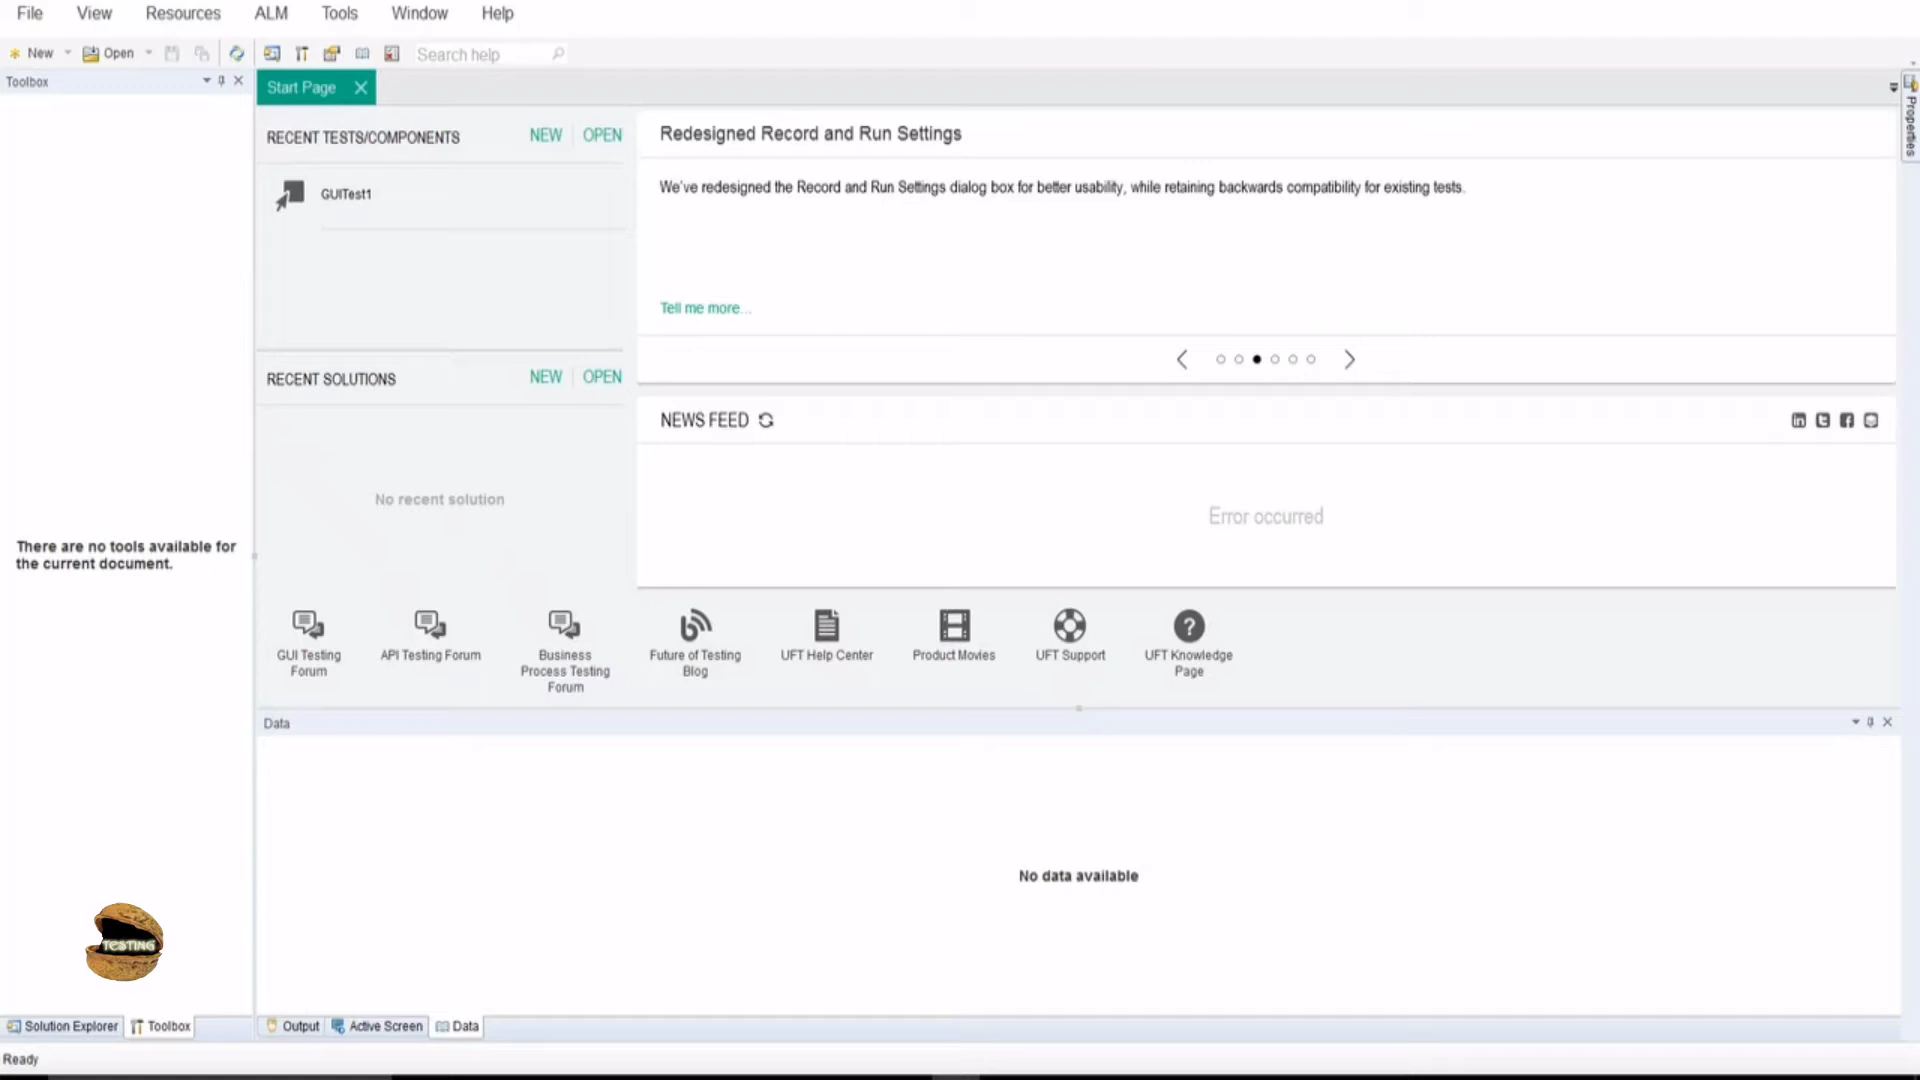 File View Resources ALM Tools Window Help
New Open Search help
Toolbox
Start Page
Properties
RECENT TESTS/COMPONENTS NEW OPEN
GUITest1
Redesigned Record and Run Settings
We've redesigned the Record and Run Settings dialog box for better usability, while retaining backwards compatibility for existing tests.
Tell me more...
RECENT SOLUTIONS NEW OPEN
No recent solution
NEWS FEED
Error occurred
There are no tools available for
the current document.
GUI Testing
Forum
API Testing Forum
Business
Process Testing
Forum
Future of Testing
Blog
UFT Help Center
Product Movies
UFT Support
UFT Knowledge
Page
Data
No data available
TESTING
Solution Explorer Toolbox
Output Active Screen Data
Ready